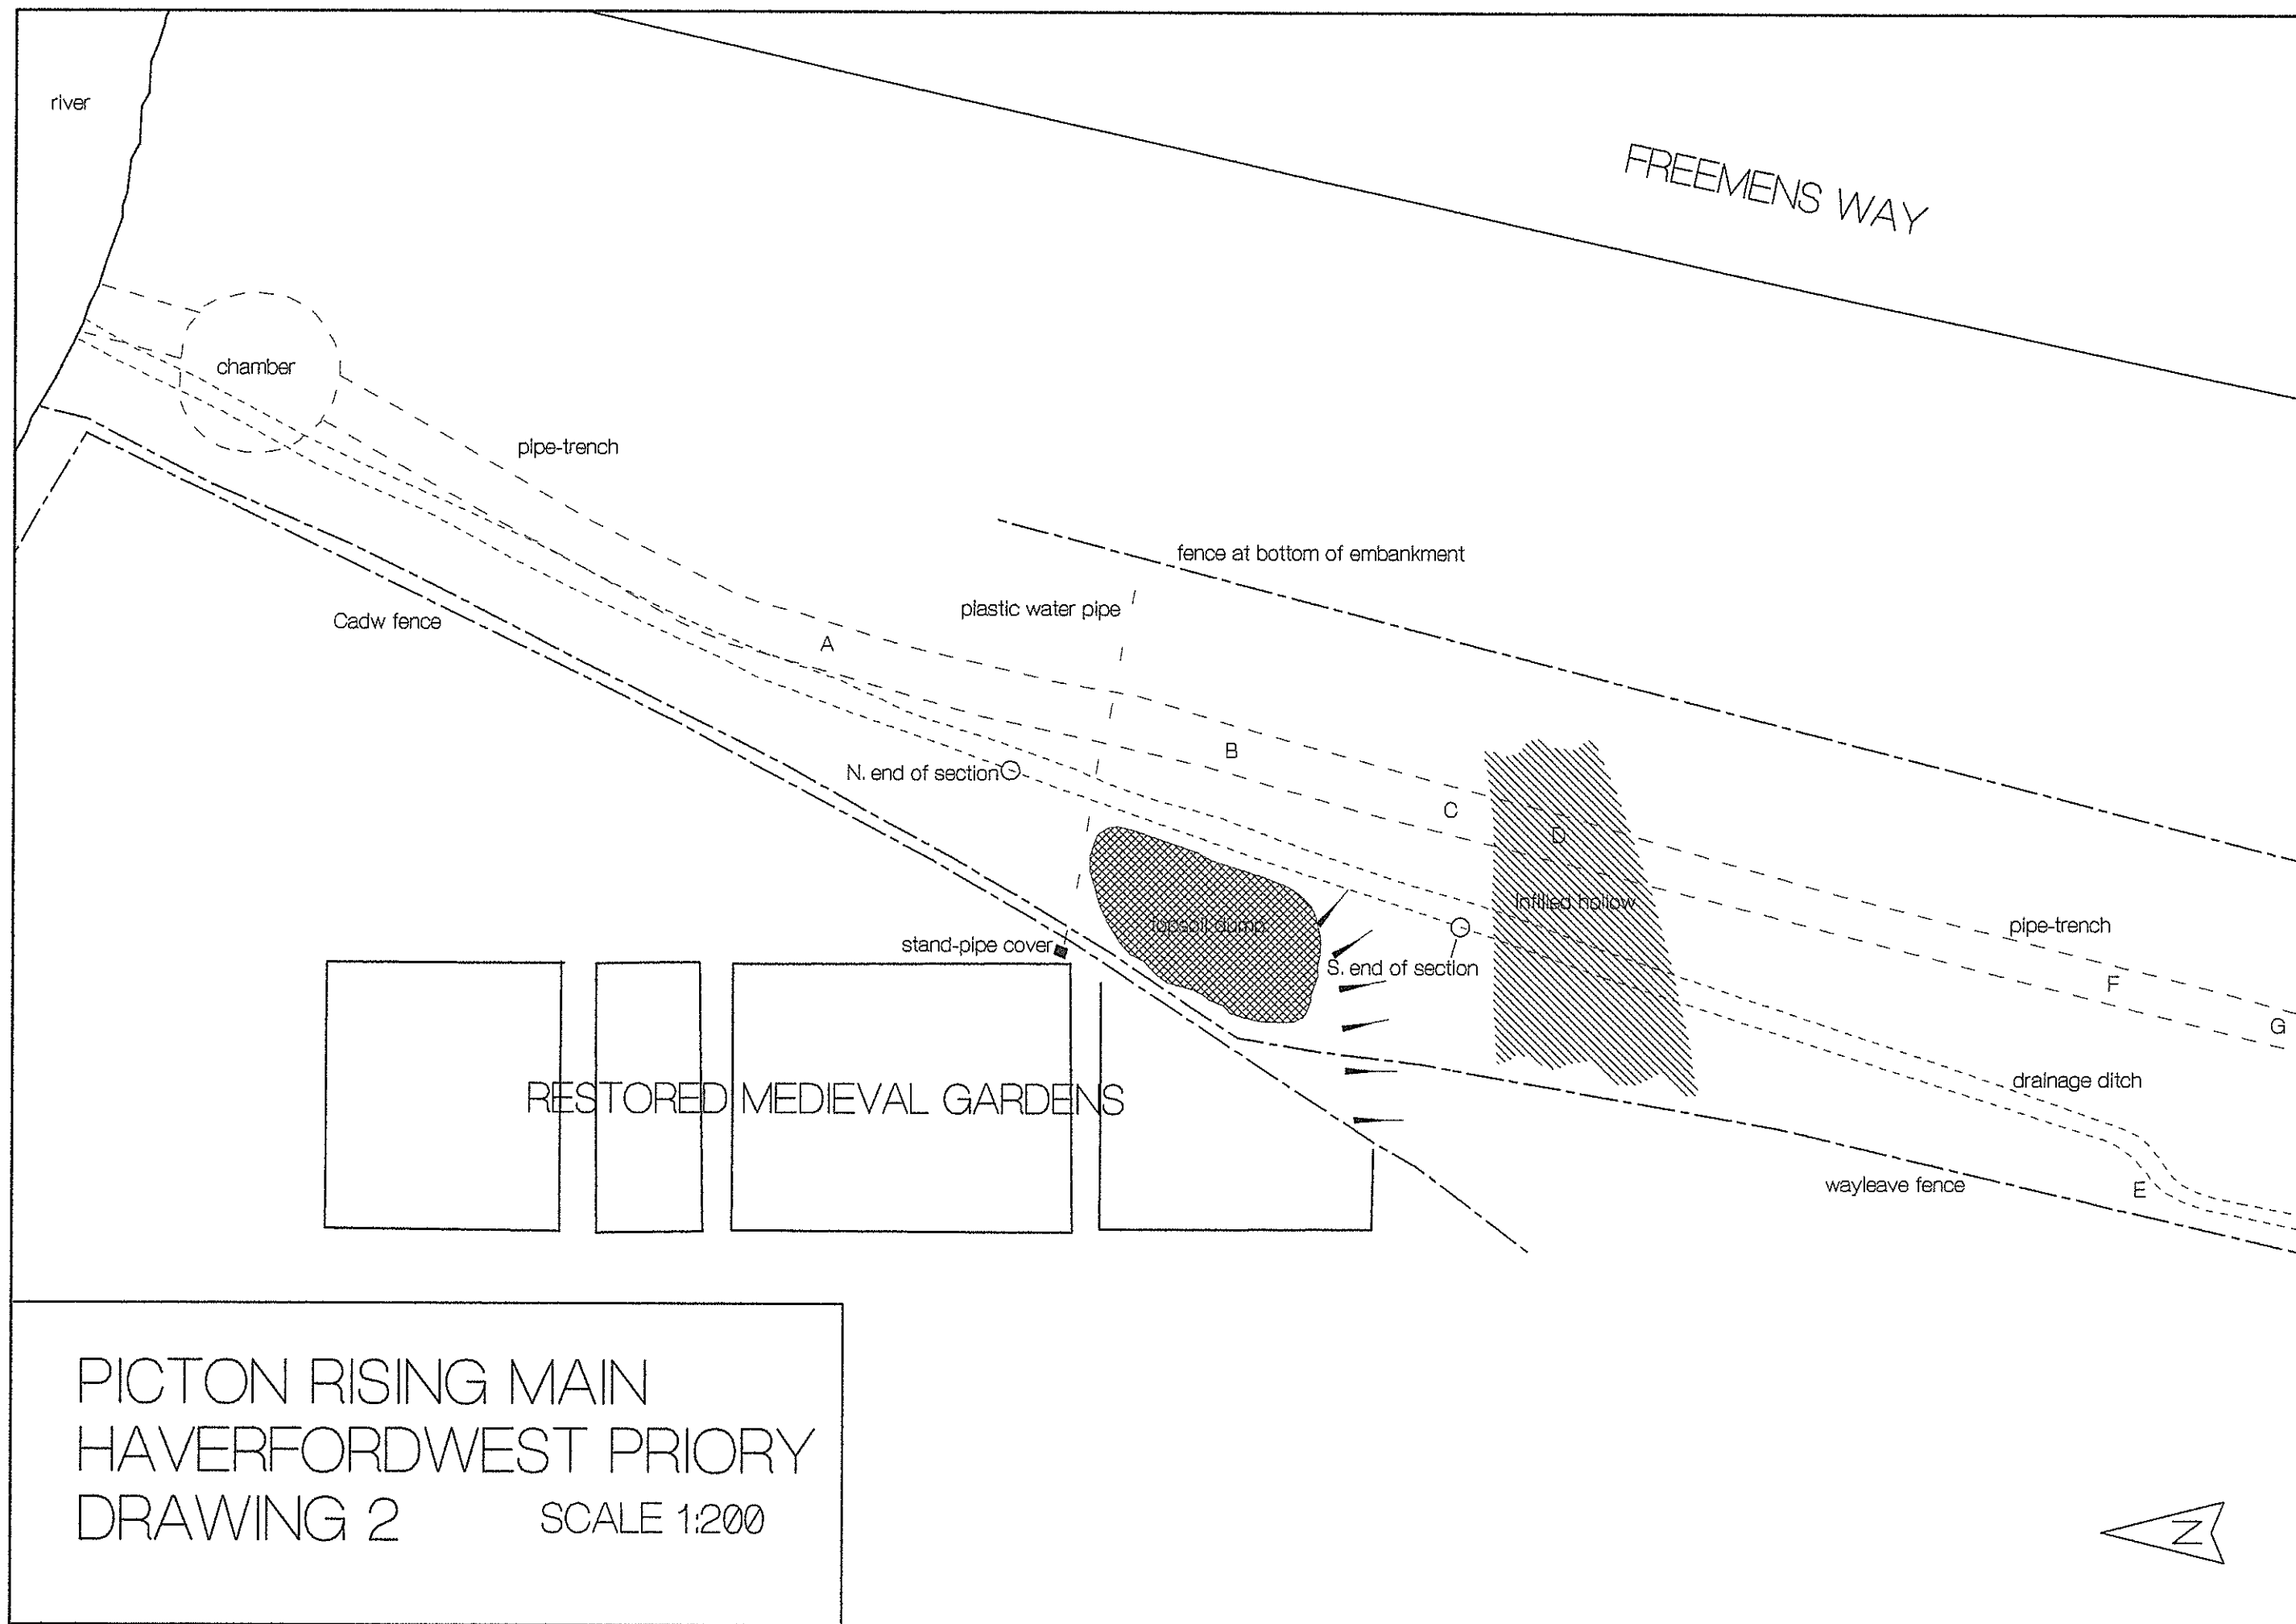 river
FREEMENS WAY
chamber
pipe-trench
fence at bottom of embankment
plastic water pipe
Cadw fence
A
B
N. end of section
C
D
infilled hollow
topsoil dump
pipe-trench
stand-pipe cover
S. end of section
F
G
drainage ditch
RESTORED MEDIEVAL GARDENS
wayleave fence
E
PICTON RISING MAIN
HAVERFORDWEST PRIORY
DRAWING 2 SCALE 1:200
N